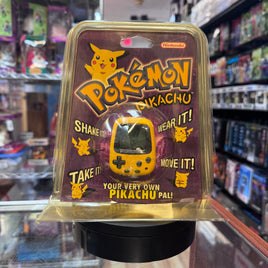 Nintendo
POKÉMON
PIKACHU
SHAKE IT!
WEAR IT!
TAKE IT!
MOVE IT!
YOUR VERY OWN
PIKACHU PAL!